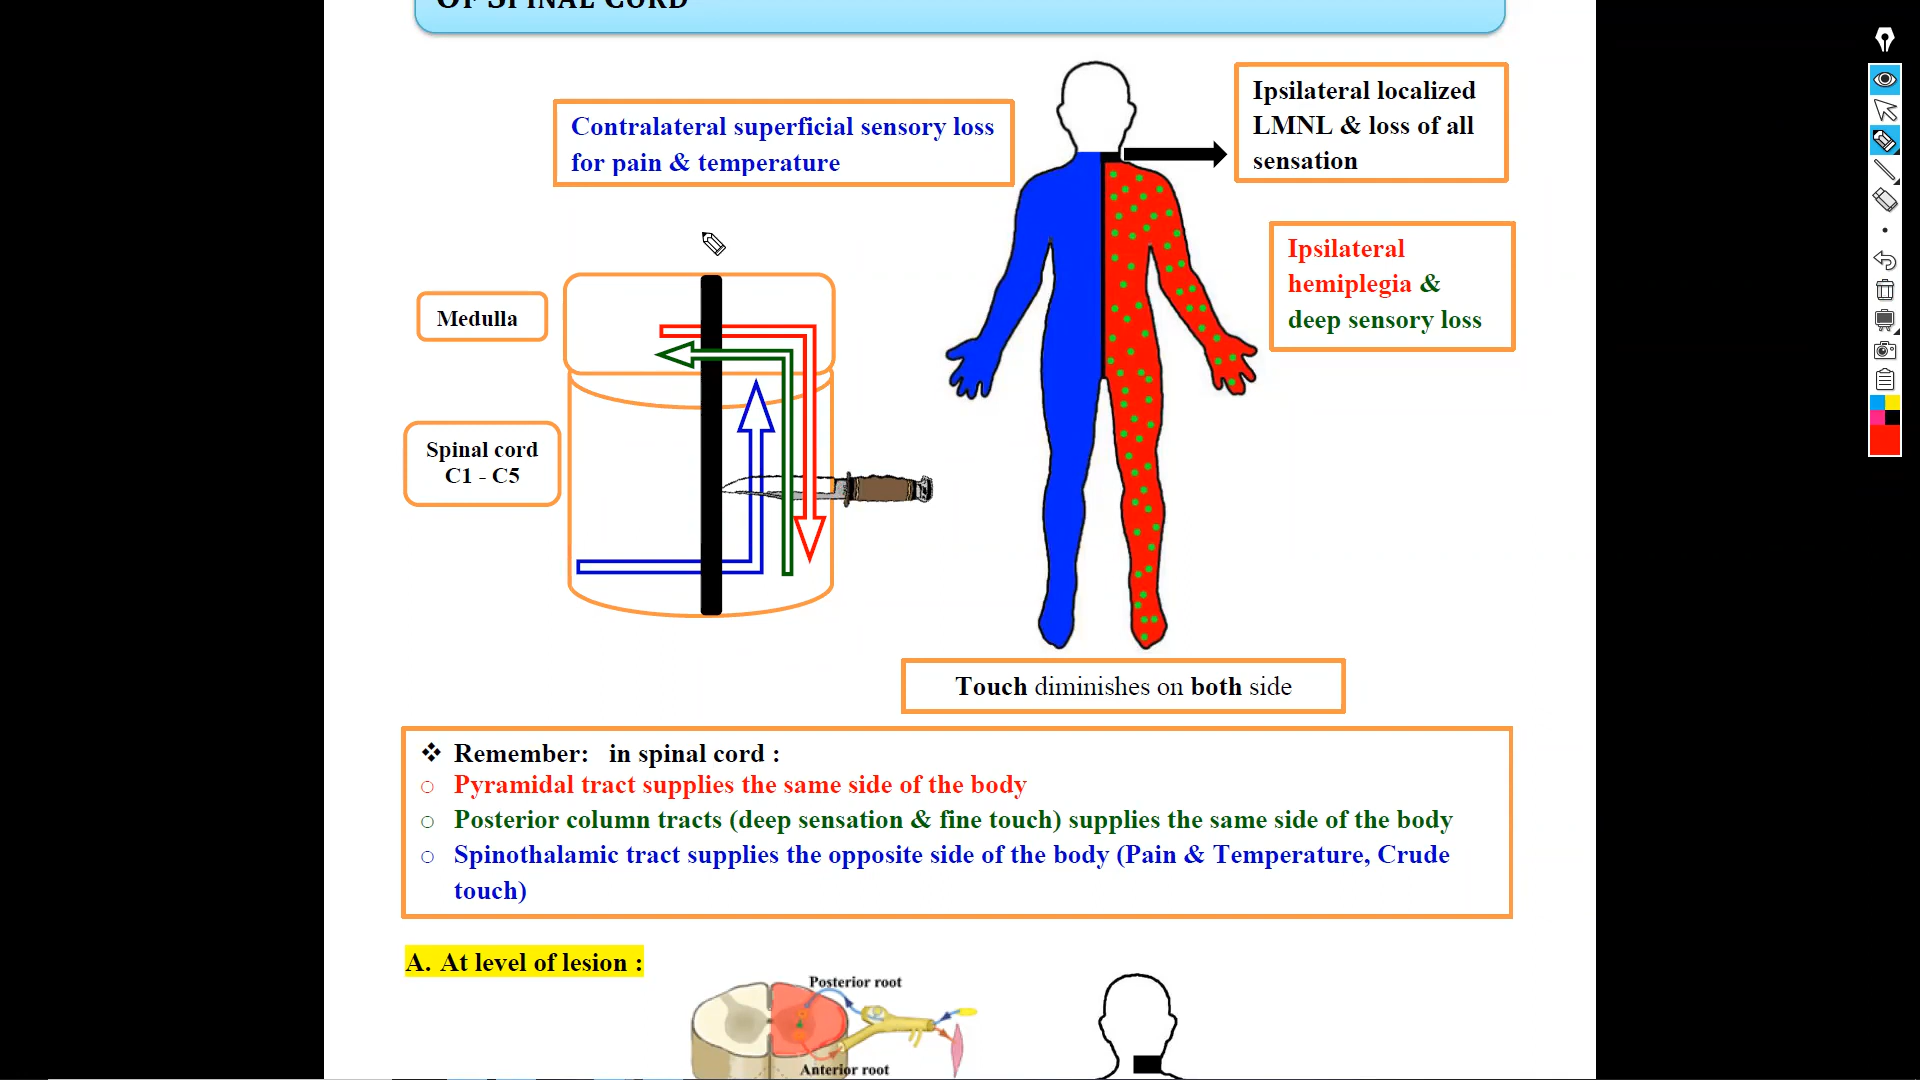 OF SPINAL CORD
Contralateral superficial sensory loss
for pain & temperature
Ipsilateral localized
LMNL & loss of all
sensation
Ipsilateral
hemiplegia &
deep sensory loss
Medulla
Spinal cord
C1 - C5
Touch diminishes on both side
❖ Remember: in spinal cord :
○ Pyramidal tract supplies the same side of the body
○ Posterior column tracts (deep sensation & fine touch) supplies the same side of the body
○ Spinothalamic tract supplies the opposite side of the body (Pain & Temperature, Crude
touch)
A. At level of lesion :
Posterior root
Anterior root